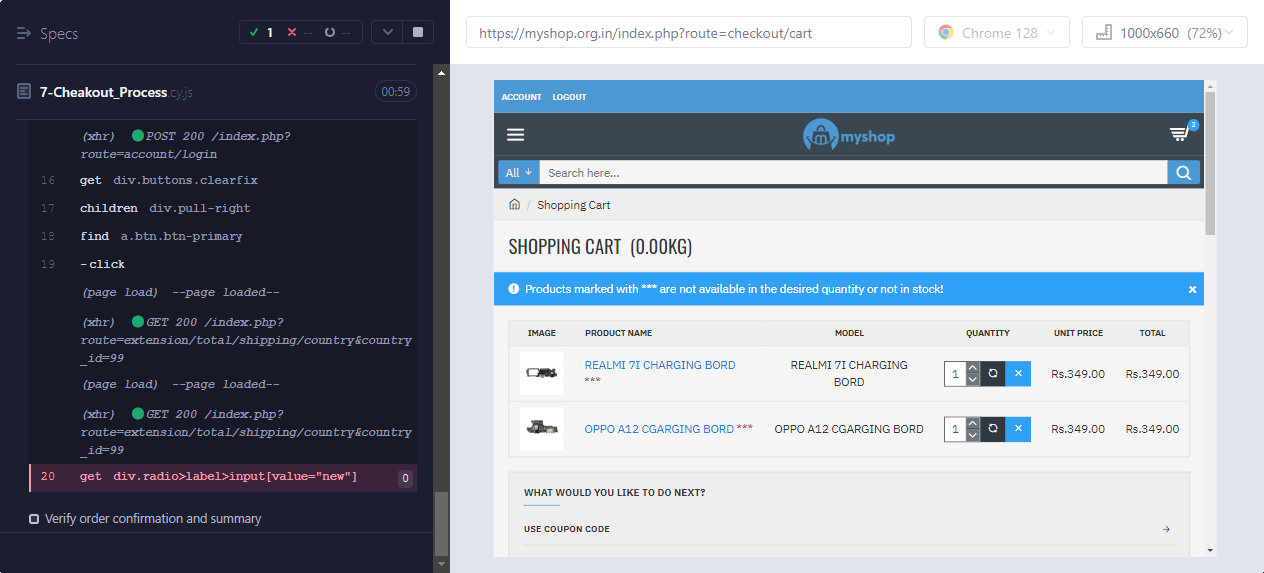 Specs
1
--
--
7-Cheakout_Process.cy.js
00:59
(xhr) POST 200 /index.php?
route=account/login
16 get div.buttons.clearfix
17 children div.pull-right
18 find a.btn.btn-primary
19 -click
(page load) --page loaded--
(xhr) GET 200 /index.php?
route=extension/total/shipping/country&country
_id=99
(page load) --page loaded--
(xhr) GET 200 /index.php?
route=extension/total/shipping/country&country
_id=99
20 get div.radio>label>input[value="new"] 0
Verify order confirmation and summary
https://myshop.org.in/index.php?route=checkout/cart
Chrome 128
1000x660 (72%)
ACCOUNT LOGOUT
myshop
2
All Search here...
Shopping Cart
SHOPPING CART (0.00KG)
Products marked with *** are not available in the desired quantity or not in stock!
IMAGE PRODUCT NAME MODEL QUANTITY UNIT PRICE TOTAL
REALMI 7I CHARGING BORD
***
REALMI 7I CHARGING
BORD
1
Rs.349.00
Rs.349.00
OPPO A12 CGARGING BORD ***
OPPO A12 CGARGING BORD
1
Rs.349.00
Rs.349.00
WHAT WOULD YOU LIKE TO DO NEXT?
USE COUPON CODE